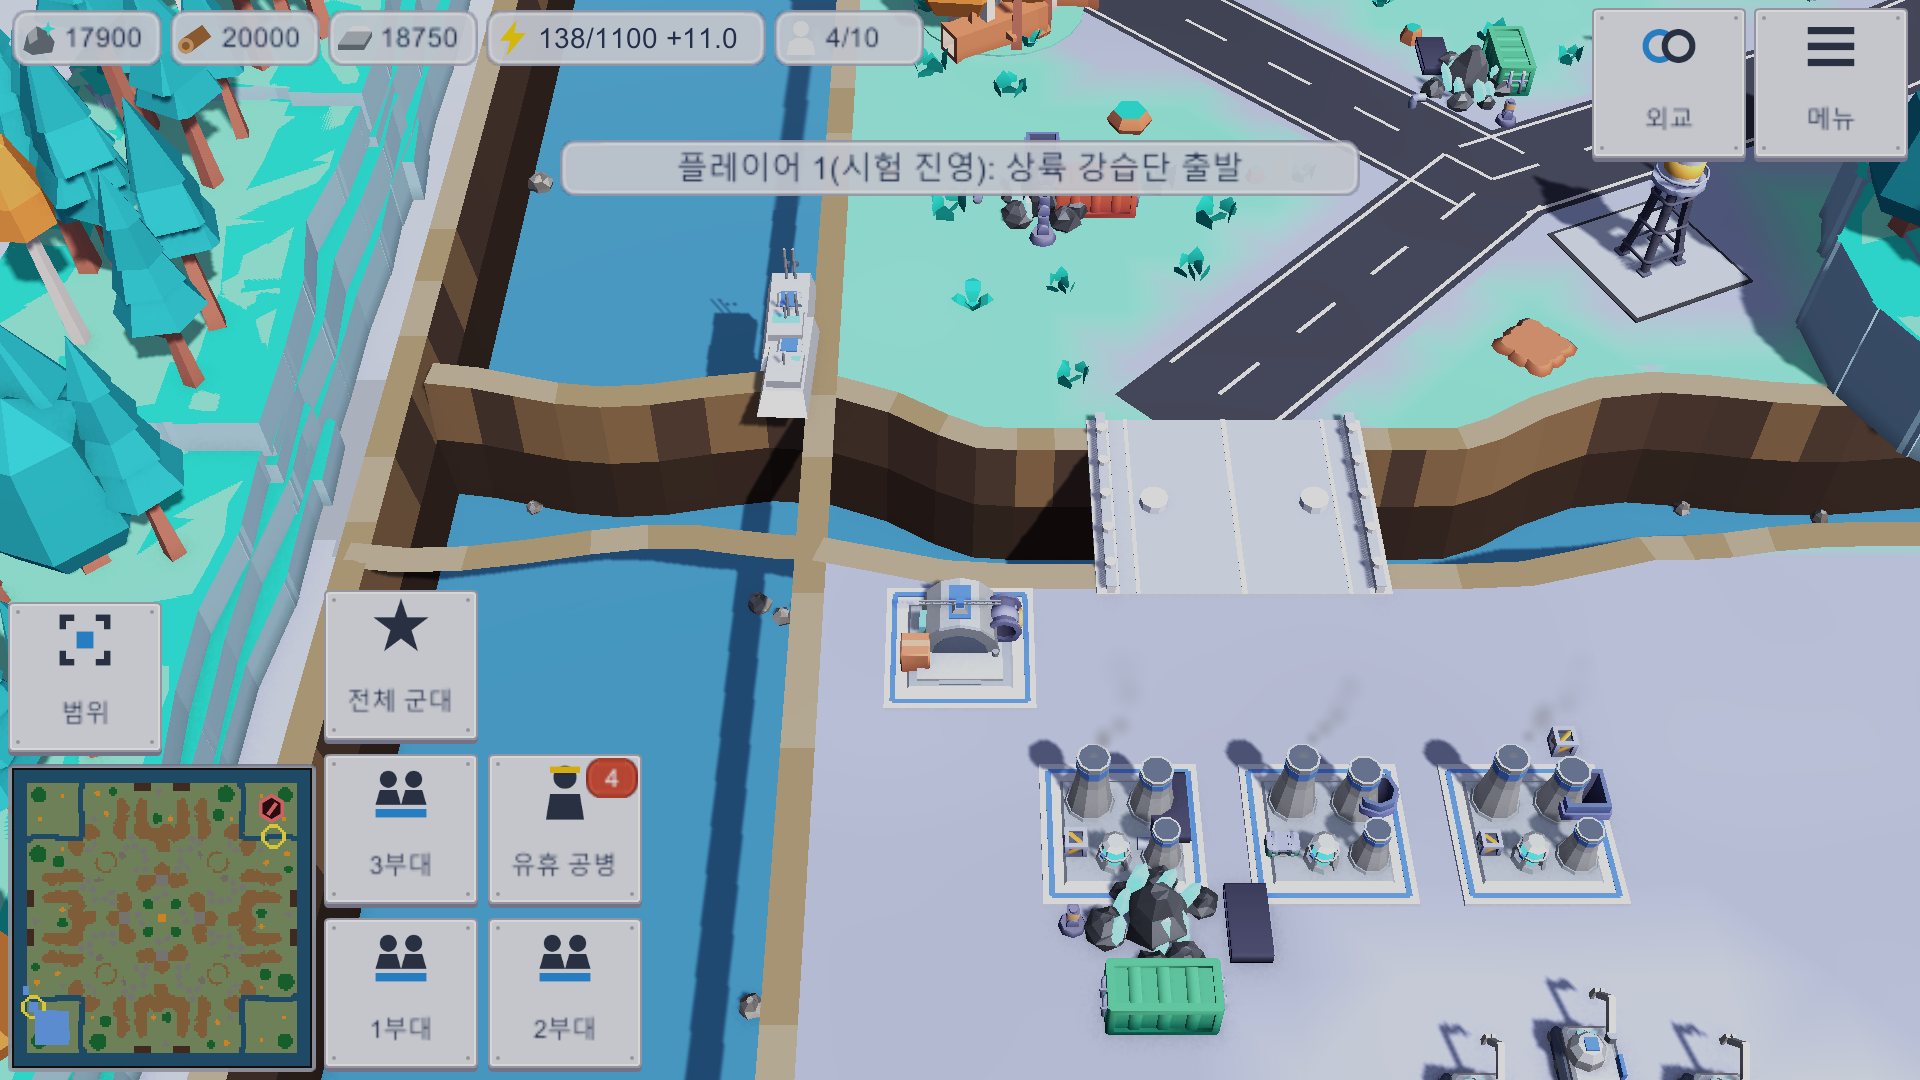 17900
20000
18750
138/1100 +11.0
4/10
외교
메뉴
플레이어 1(시험 진영): 상륙 강습단 출발
범위
전체 군대
3부대
4
유휴 공병
1부대
2부대